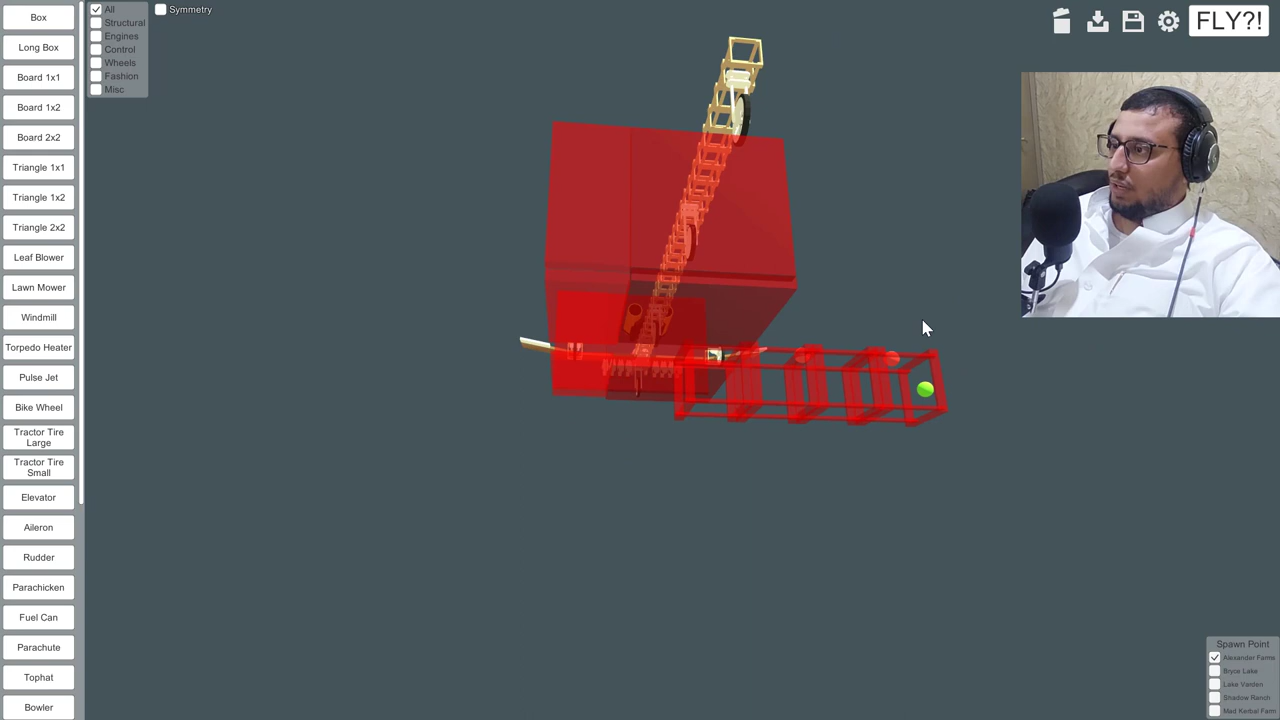 Box
Long Box
Board 1x1
Board 1x2
Board 2x2
Triangle 1x1
Triangle 1x2
Triangle 2x2
Leaf Blower
Lawn Mower
Windmill
Torpedo Heater
Pulse Jet
Bike Wheel
Tractor Tire
Large
Tractor Tire
Small
Elevator
Aileron
Rudder
Parachicken
Fuel Can
Parachute
Tophat
Bowler
All
Structural
Engines
Control
Wheels
Fashion
Misc
Symmetry
FLY?!
Spawn Point
Alexander Farms
Bryce Lake
Lake Varden
Shadow Ranch
Mad Kerbal Farm